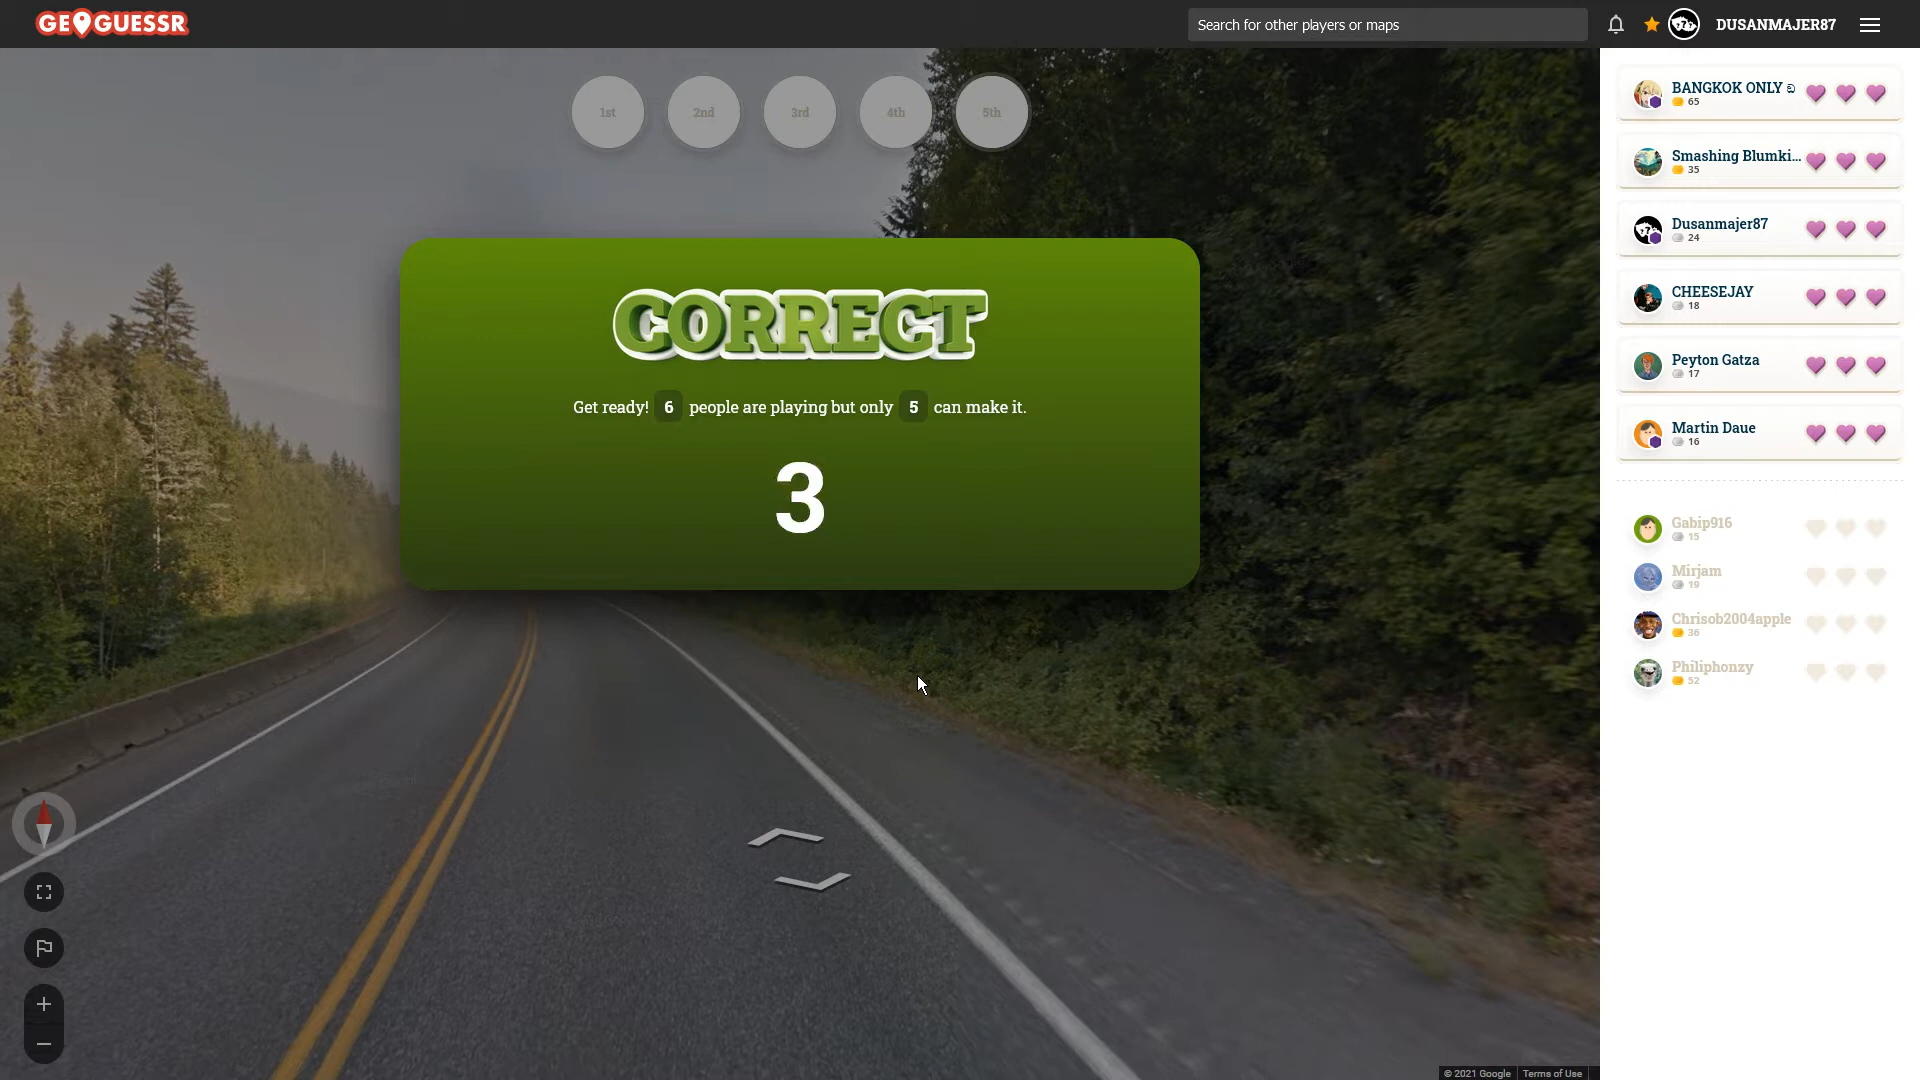 GEOGUESSR
Search for other players or maps
DUSANMAJER87
1st
2nd
3rd
4th
5th
CORRECT
Get ready! 6 people are playing but only 5 can make it.
3
BANGKOK ONLY
65
Smashing Blumki...
35
Dusanmajer87
24
CHEESEJAY
18
Peyton Gatza
17
Martin Daue
16
Gabip916
15
Mirjam
19
Chrisob2004apple
36
Philiphonzy
52
© 2021 Google
Terms of Use